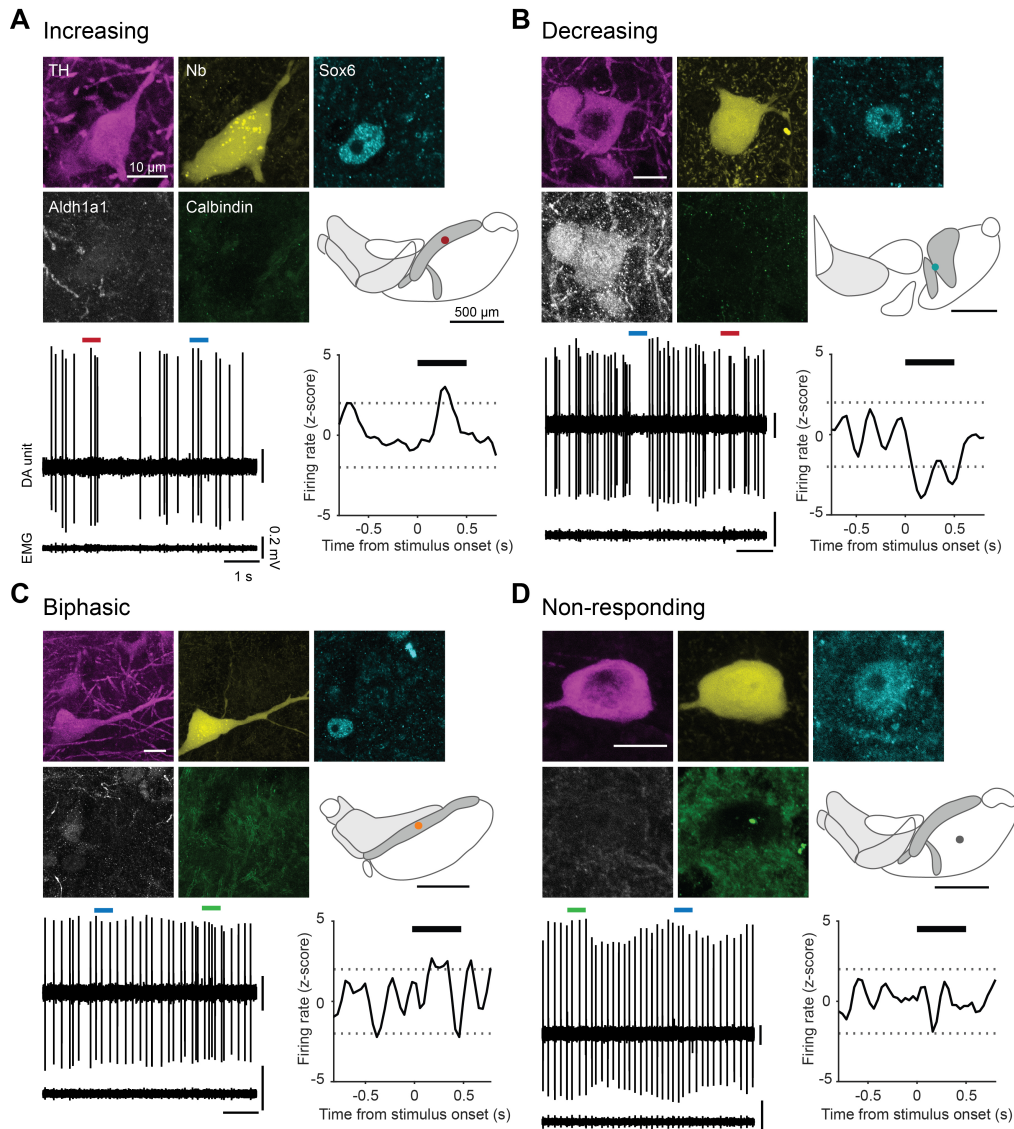 A Increasing
TH Nb Sox6
10 µm
Aldh1a1 Calbindin
500 µm
DA unit
EMG
0.2 mV
1 s
Firing rate (z-score)
5
0
-5
-0.5 0 0.5
Time from stimulus onset (s)
B Decreasing
Firing rate (z-score)
5
0
-5
-0.5 0 0.5
Time from stimulus onset (s)
C Biphasic
Firing rate (z-score)
5
0
-5
-0.5 0 0.5
Time from stimulus onset (s)
D Non-responding
Firing rate (z-score)
5
0
-5
-0.5 0 0.5
Time from stimulus onset (s)